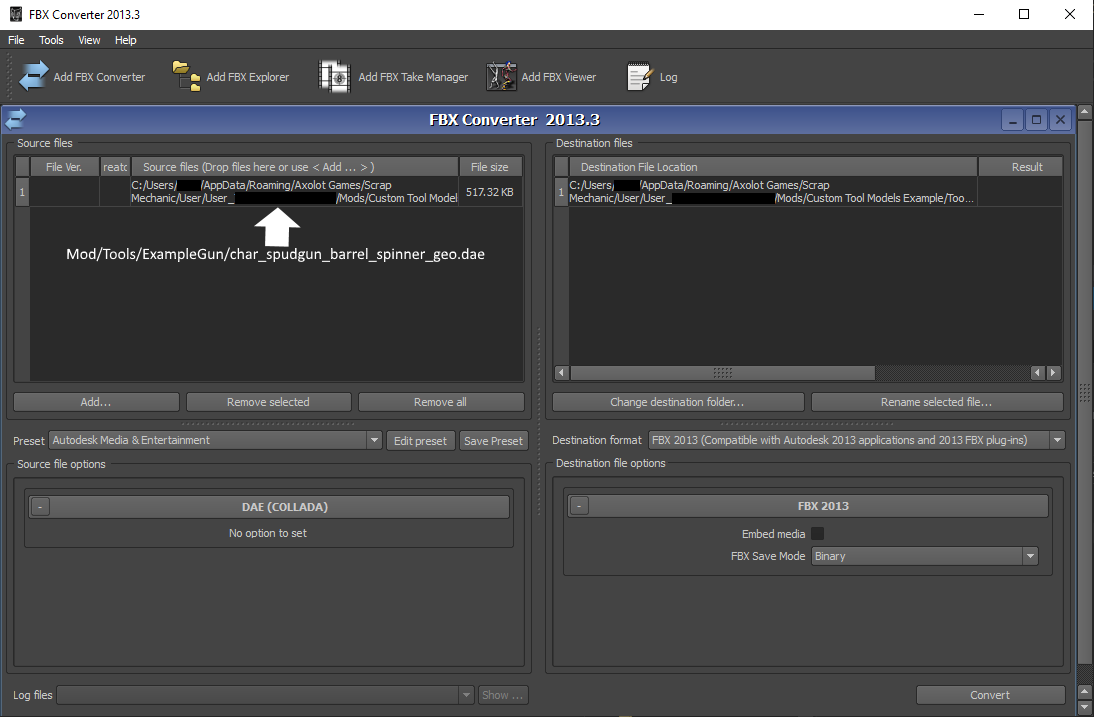 FBX Converter 2013.3
File Tools View Help
Add FBX Converter Add FBX Explorer Add FBX Take Manager Add FBX Viewer Log
FBX Converter 2013.3
Source files
File Ver. reato Source files (Drop files here or use < Add ... > ) File size
1 C:/Users/ /AppData/Roaming/Axolot Games/Scrap
Mechanic/User/User_ /Mods/Custom Tool Model 517.32 KB
Mod/Tools/ExampleGun/char_spudgun_barrel_spinner_geo.dae
Add... Remove selected Remove all
Destination files
Destination File Location Result
1 C:/Users/ /AppData/Roaming/Axolot Games/Scrap
Mechanic/User/User_ /Mods/Custom Tool Models Example/Too...
Change destination folder... Rename selected file...
Preset Autodesk Media & Entertainment Edit preset Save Preset
Destination format FBX 2013 (Compatible with Autodesk 2013 applications and 2013 FBX plug-ins)
Source file options
- DAE (COLLADA)
No option to set
Destination file options
- FBX 2013
Embed media
FBX Save Mode Binary
Log files Show ...
Convert